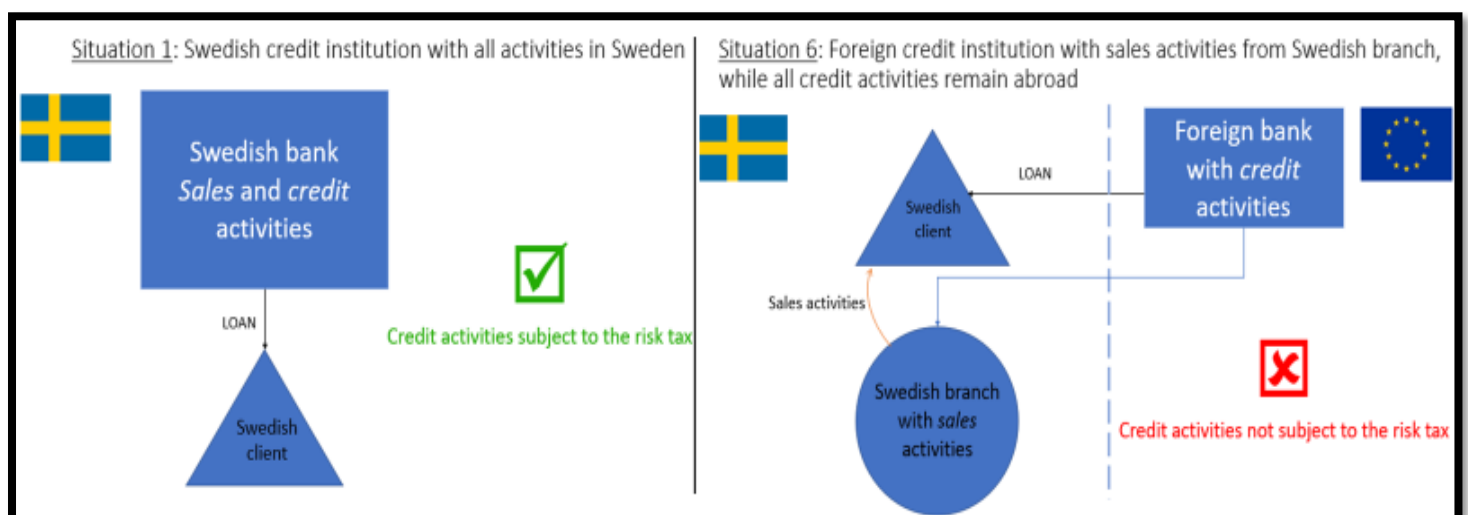 Situation 1: Swedish credit institution with all activities in Sweden
Swedish bank
Sales and credit
activities
LOAN
Swedish
client
Credit activities subject to the risk tax
Situation 6: Foreign credit institution with sales activities from Swedish branch,
while all credit activities remain abroad
Foreign bank
with credit
activities
LOAN
Swedish
client
Sales activities
Swedish branch
with sales
activities
Credit activities not subject to the risk tax